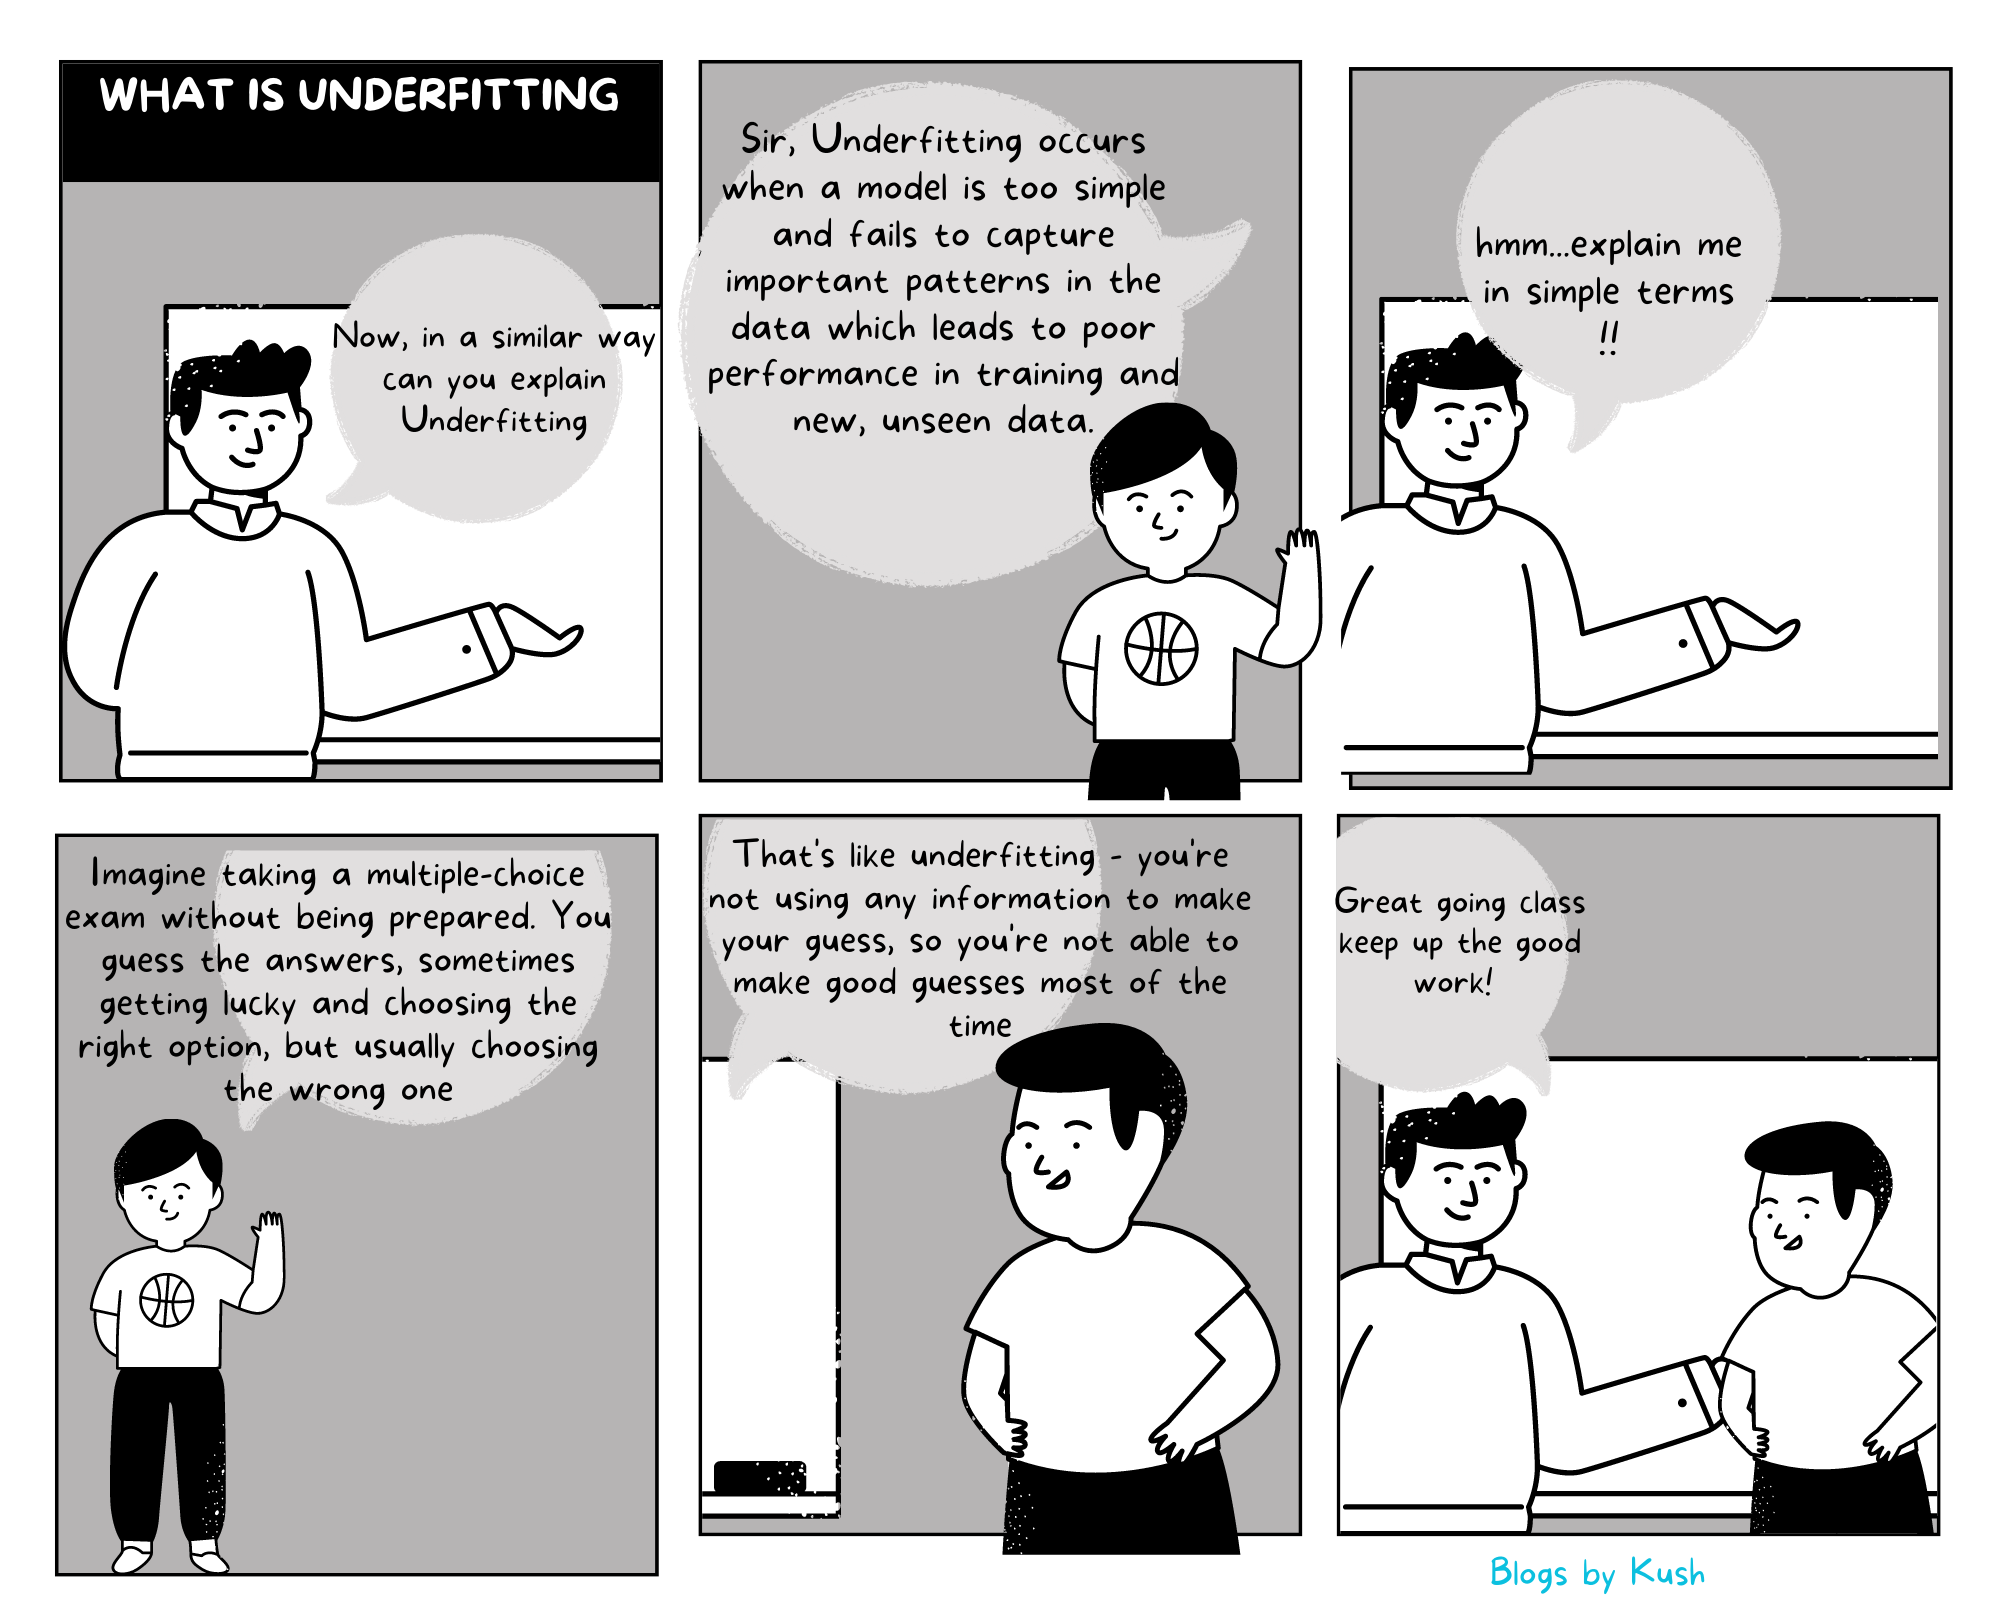 WHAT IS UNDERFITTING
Now, in a similar way
can you explain
Underfitting
Sir, Underfitting occurs
when a model is too simple
and fails to capture
important patterns in the
data which leads to poor
performance in training and
new, unseen data.
hmm...explain me
in simple terms
!!
Imagine taking a multiple-choice
exam without being prepared. You
guess the answers, sometimes
getting lucky and choosing the
right option, but usually choosing
the wrong one
That's like underfitting - you're
not using any information to make
your guess, so you're not able to
make good guesses most of the
time
Great going class
keep up the good
work!
Blogs by Kush